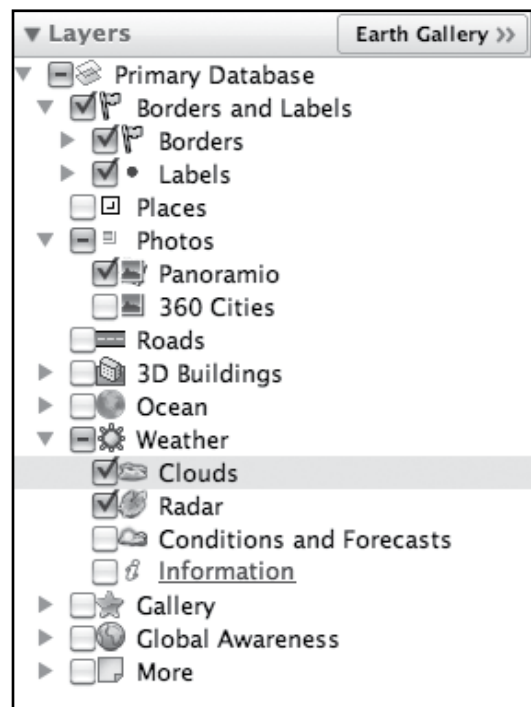 Layers Earth Gallery >>
Primary Database
Borders and Labels
Borders
Labels
Places
Photos
Panoramio
360 Cities
Roads
3D Buildings
Ocean
Weather
Clouds
Radar
Conditions and Forecasts
Information
Gallery
Global Awareness
More